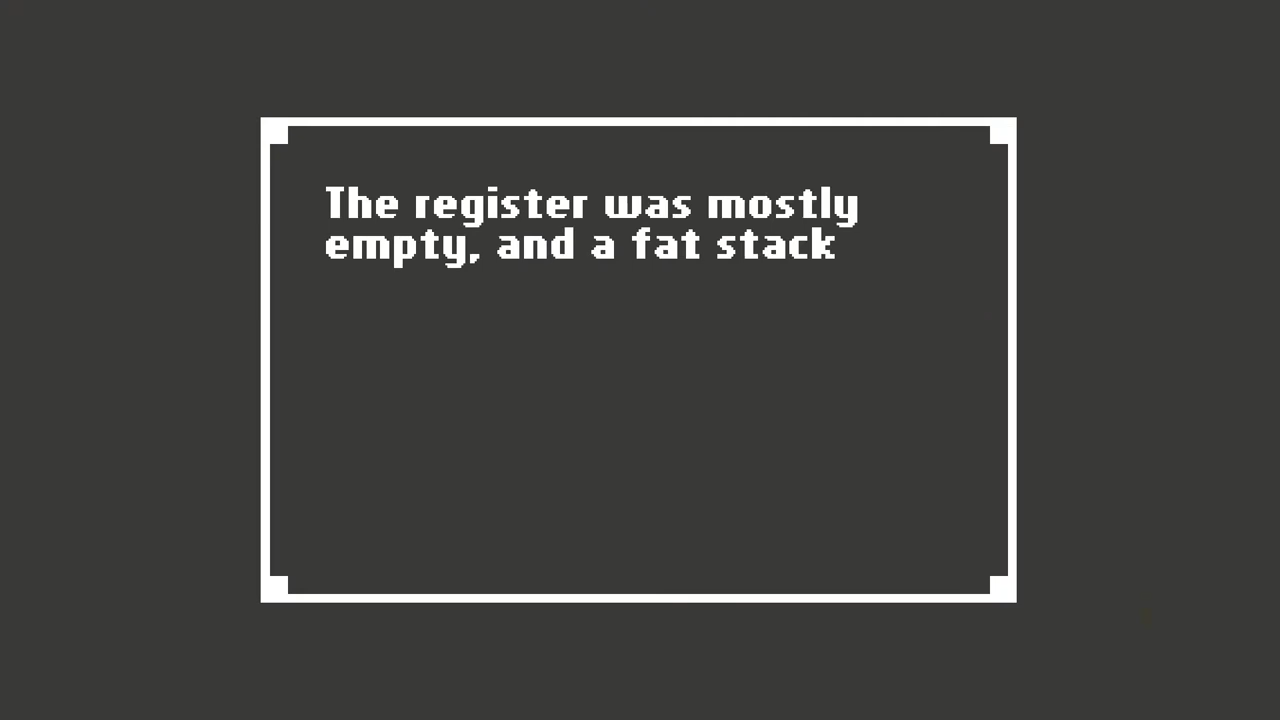 The register was mostly
empty, and a fat stack